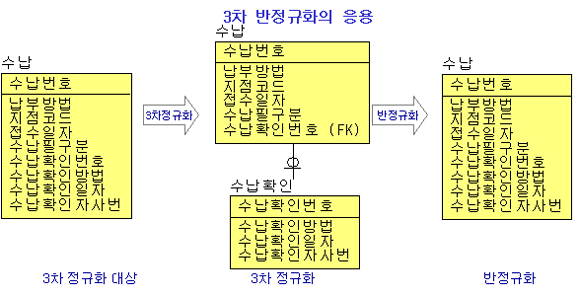 3차 반정규화의 응용
수납
수납번호
납부방법
지점코드
접수일자
수납필구분
수납확인번호
수납확인방법
수납확인일자
수납확인자사번
3차정규화
수납
수납번호
납부방법
지점코드
접수일자
수납필구분
수납확인번호 (FK)
수납확인
수납확인번호
수납확인방법
수납확인일자
수납확인자사번
반정규화
수납
수납번호
납부방법
지점코드
접수일자
수납필구분
수납확인번호
수납확인방법
수납확인일자
수납확인자사번
3차 정규화 대상
3차 정규화
반정규화